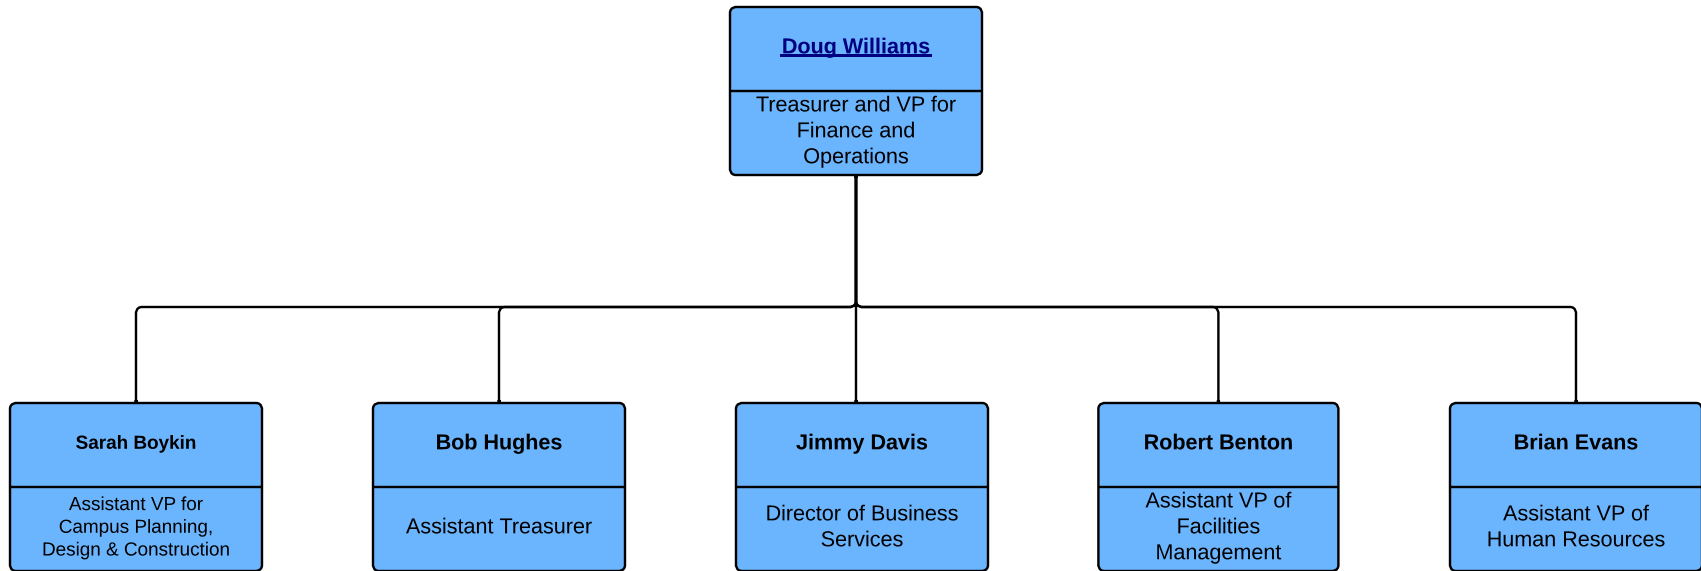 Doug Williams
Treasurer and VP for
Finance and
Operations
Sarah Boykin
Assistant VP for
Campus Planning,
Design & Construction
Bob Hughes
Assistant Treasurer
Jimmy Davis
Director of Business
Services
Robert Benton
Assistant VP of
Facilities
Management
Brian Evans
Assistant VP of
Human Resources